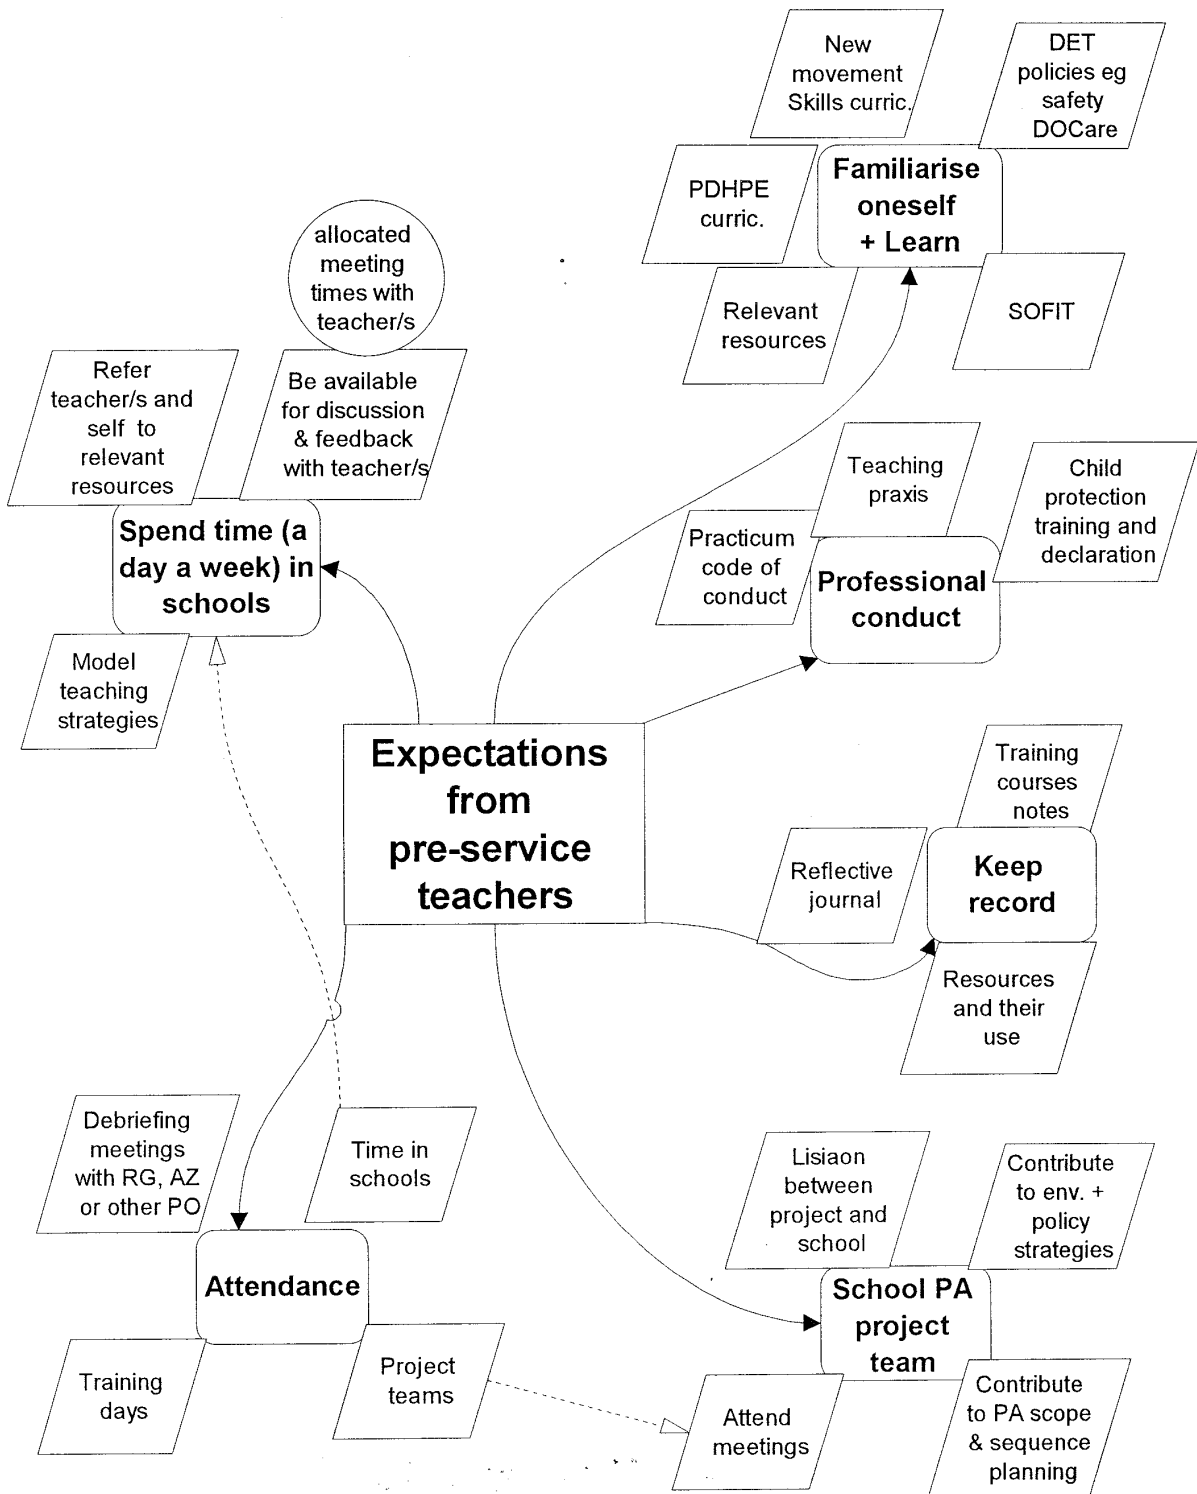 New
movement
Skills curric.
DET
policies eg
safety
DOCare
PDHPE
curric.
Familiarise
oneself
+ Learn
Relevant
resources
SOFIT
allocated
meeting
times with
teacher/s
Refer
teacher/s and
self to
relevant
resources
Be available
for discussion
& feedback
with teacher/s
Spend time (a
day a week) in
schools
Model
teaching
strategies
Teaching
praxis
Child
protection
training and
declaration
Practicum
code of
conduct
Professional
conduct
Expectations
from
pre-service
teachers
Training
courses
notes
Reflective
journal
Keep
record
Resources
and their
use
Debriefing
meetings
with RG, AZ
or other PO
Time in
schools
Attendance
Training
days
Project
teams
Lisiaon
between
project and
school
Contribute
to env. +
policy
strategies
School PA
project
team
Attend
meetings
Contribute
to PA scope
& sequence
planning